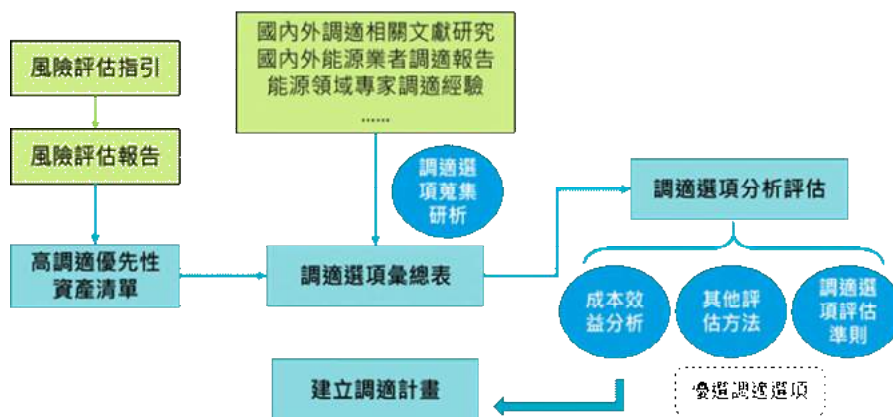 風險評估指引
風險評估報告
高調適優先性
資產清單
國內外調適相關文獻研究
國內外能源業者調適報告
能源領域專家調適經驗
......
調適選
項蒐集
研析
調適選項彙總表
調適選項分析評估
成本效
益分析
其他評
估方法
調適選
項評估
準則
優選調適選項
建立調適計畫